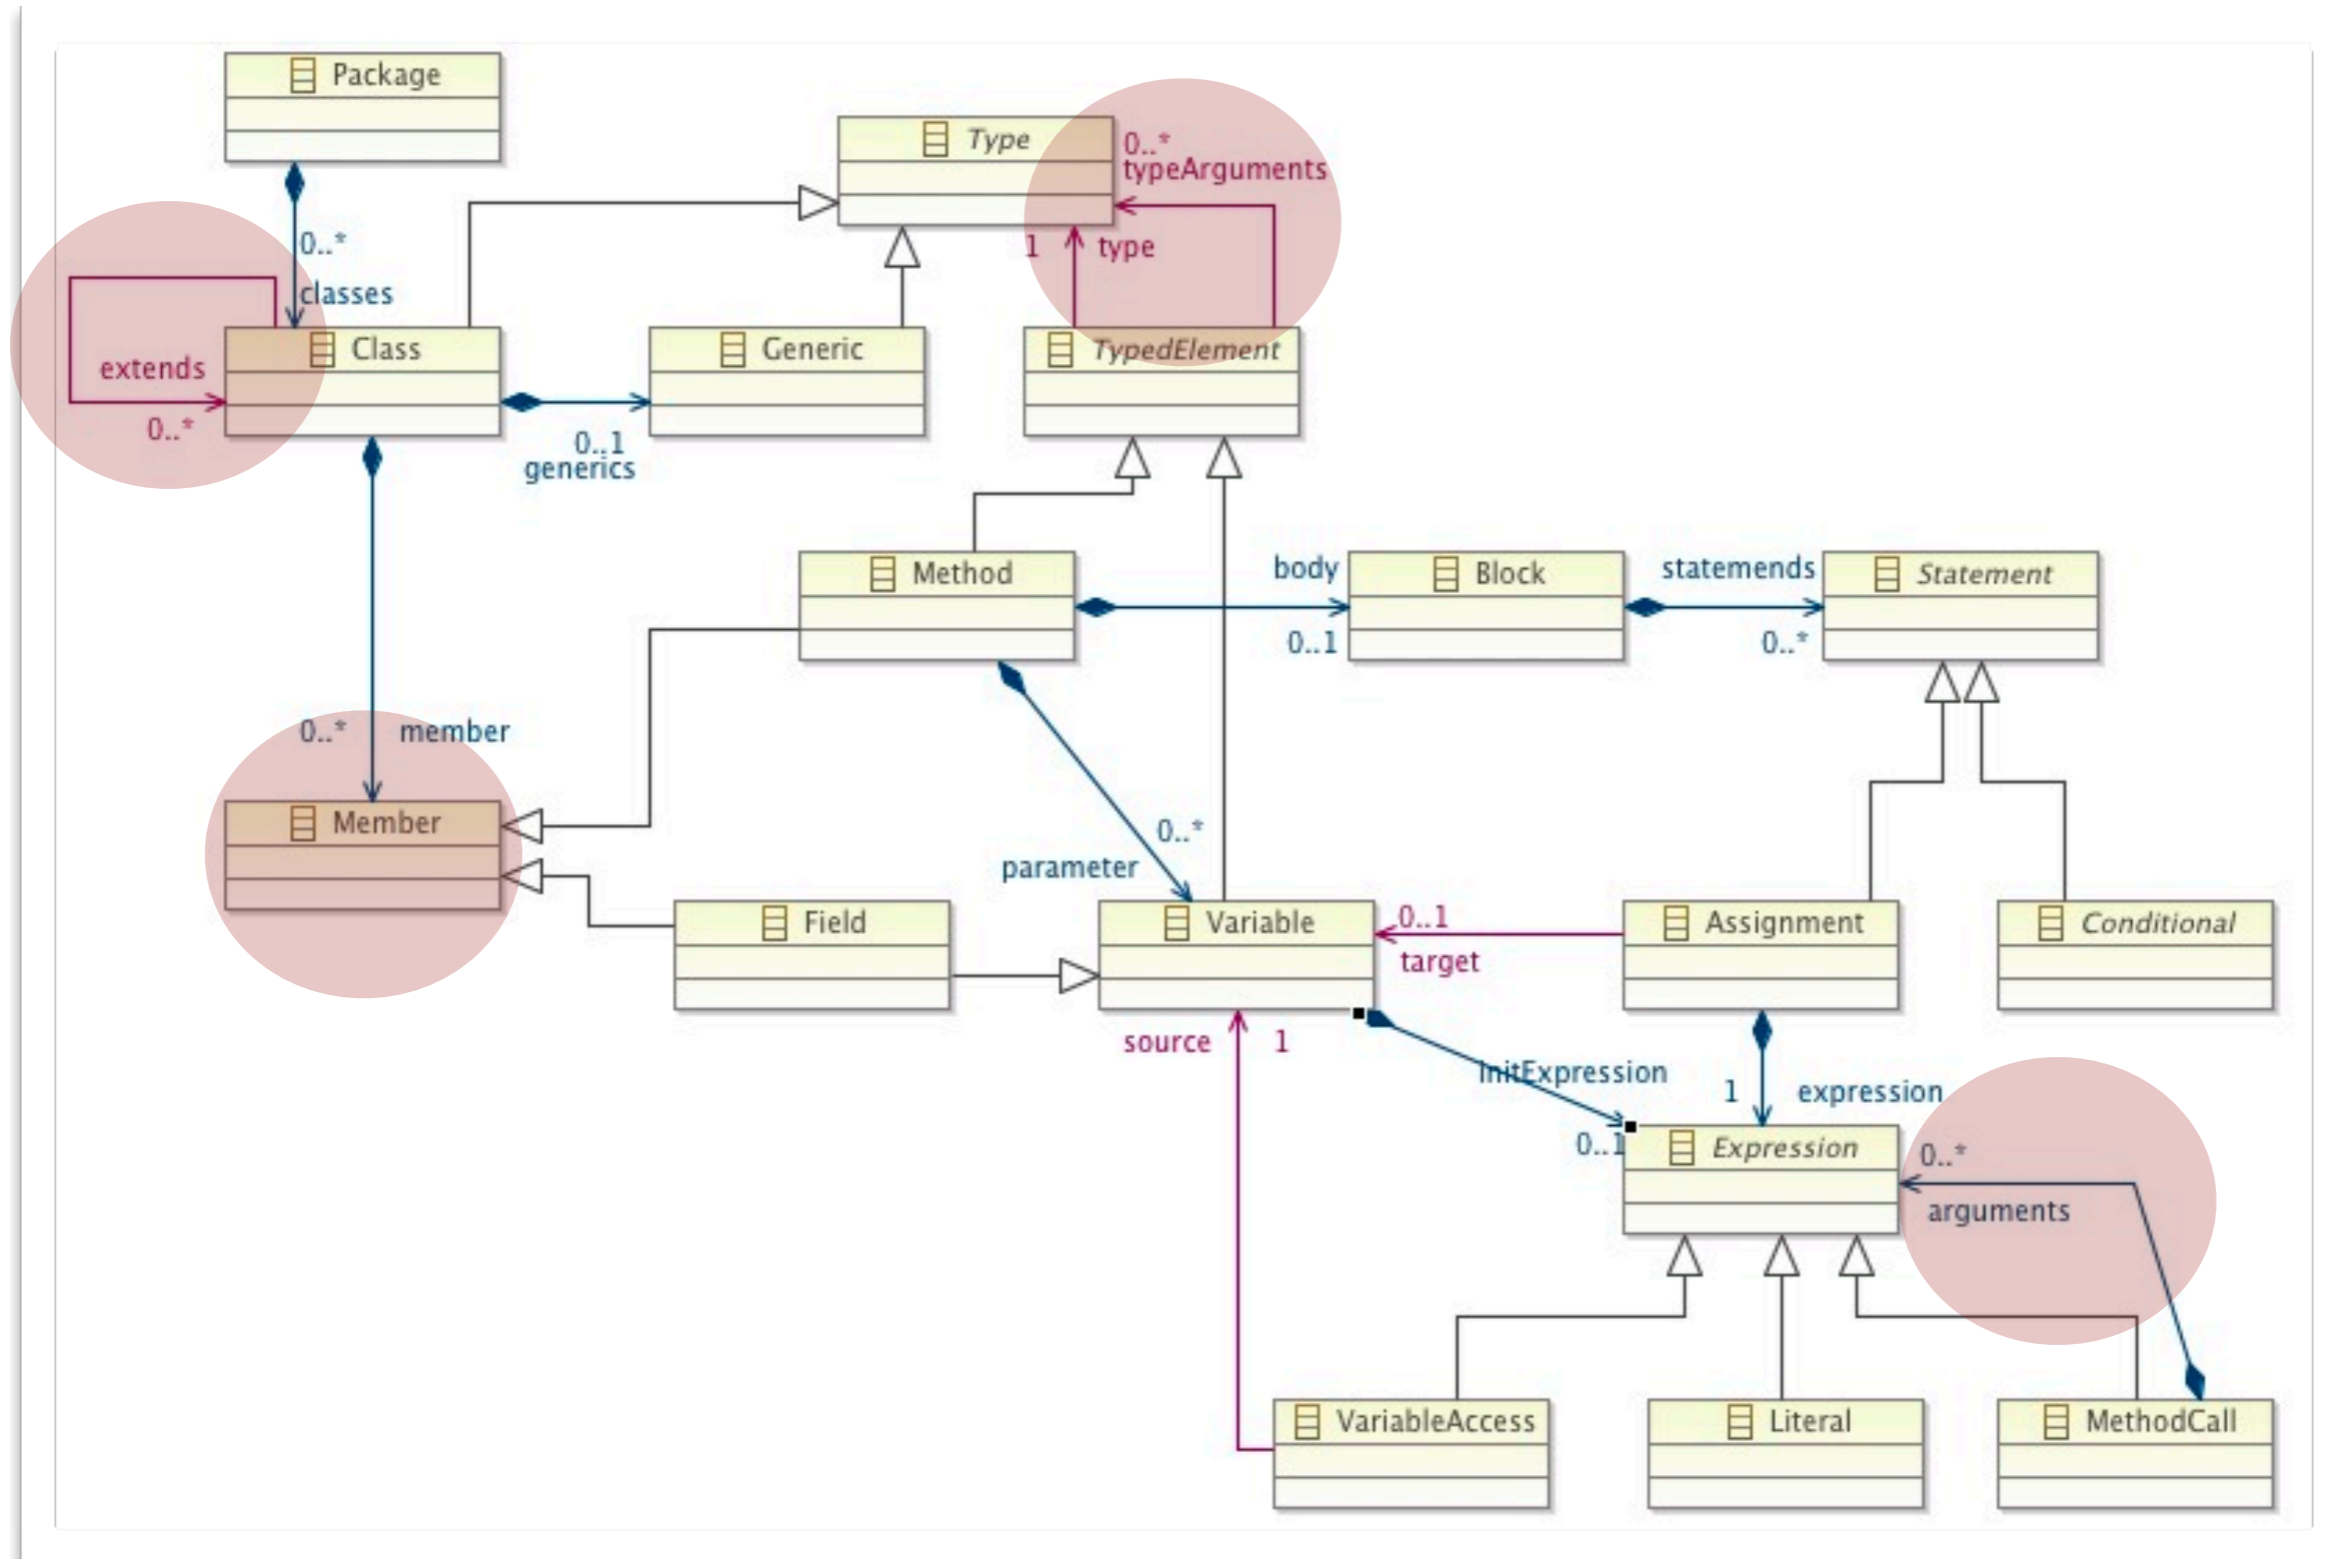 Package
Type
0..*
typeArguments
0..*
1
type
classes
Class
Generic
TypedElement
extends
0..*
0..1
generics
Method
body
Block
statemends
Statement
0..1
0..*
0..*
member
Member
0..*
parameter
Field
Variable
0..1
target
Assignment
Conditional
source
1
initExpression
1
expression
0..1
Expression
0..*
arguments
VariableAccess
Literal
MethodCall